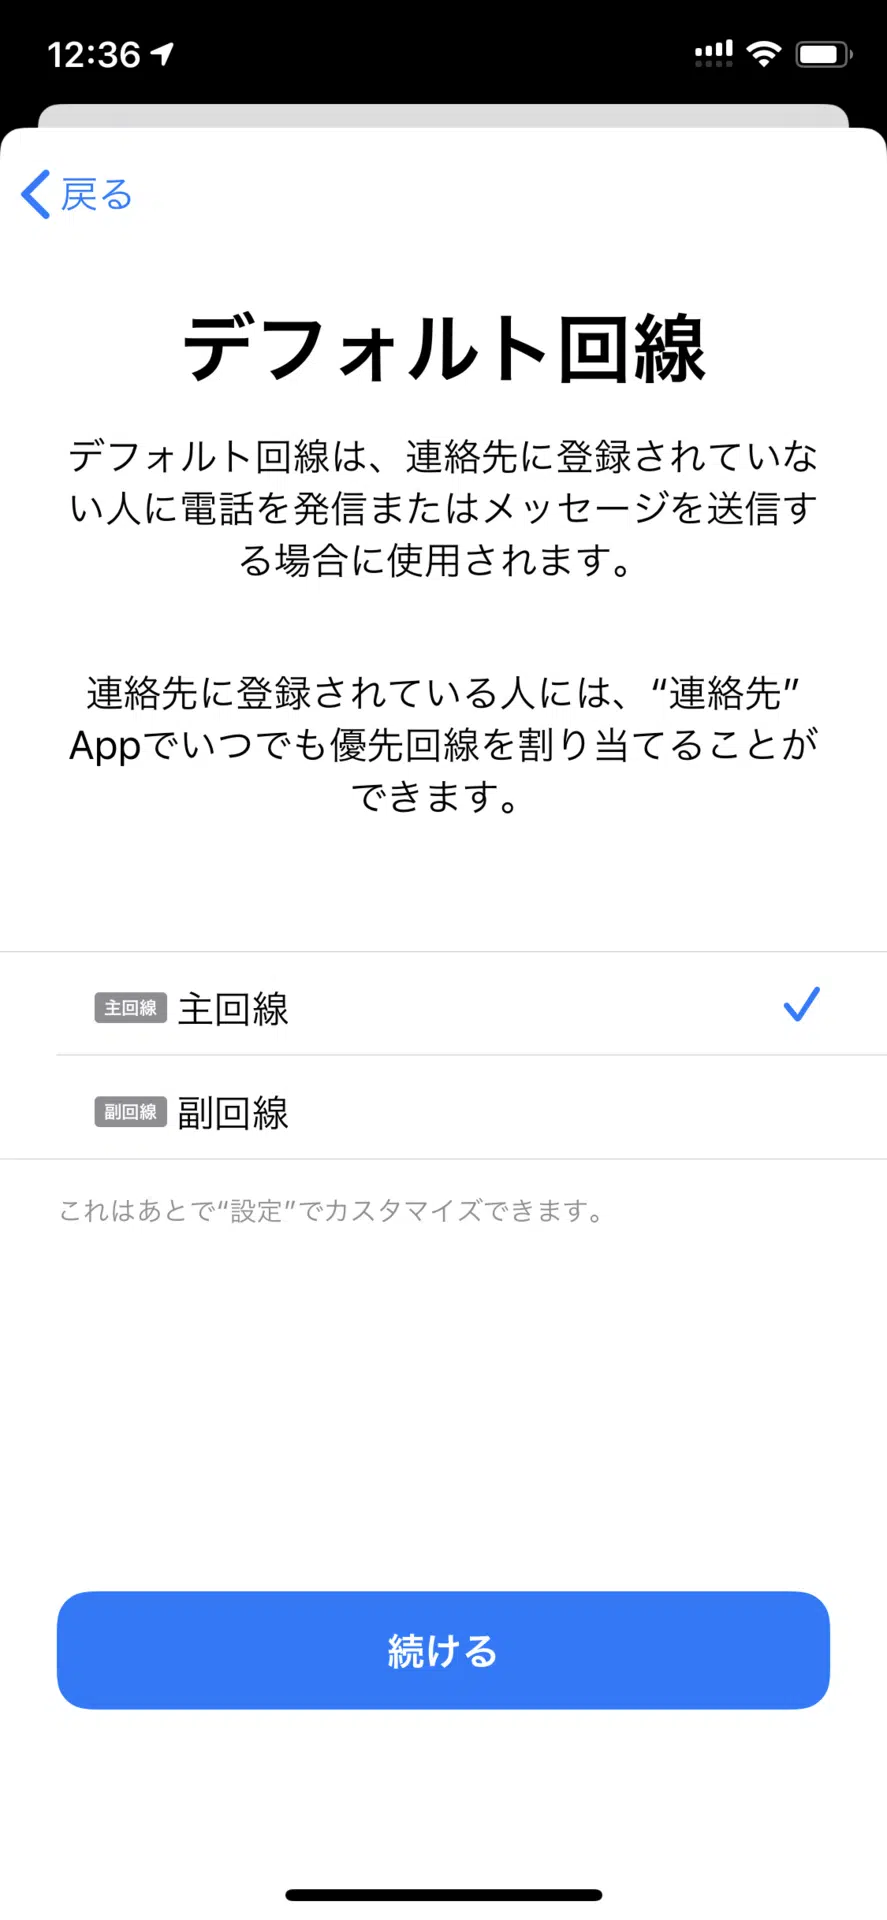 12:36
戻る
デフォルト回線
デフォルト回線は、連絡先に登録されていな
い人に電話を発信またはメッセージを送信す
る場合に使用されます。
連絡先に登録されている人には、“連絡先”
Appでいつでも優先回線を割り当てることが
できます。
主回線 主回線
副回線 副回線
これはあとで“設定”でカスタマイズできます。
続ける